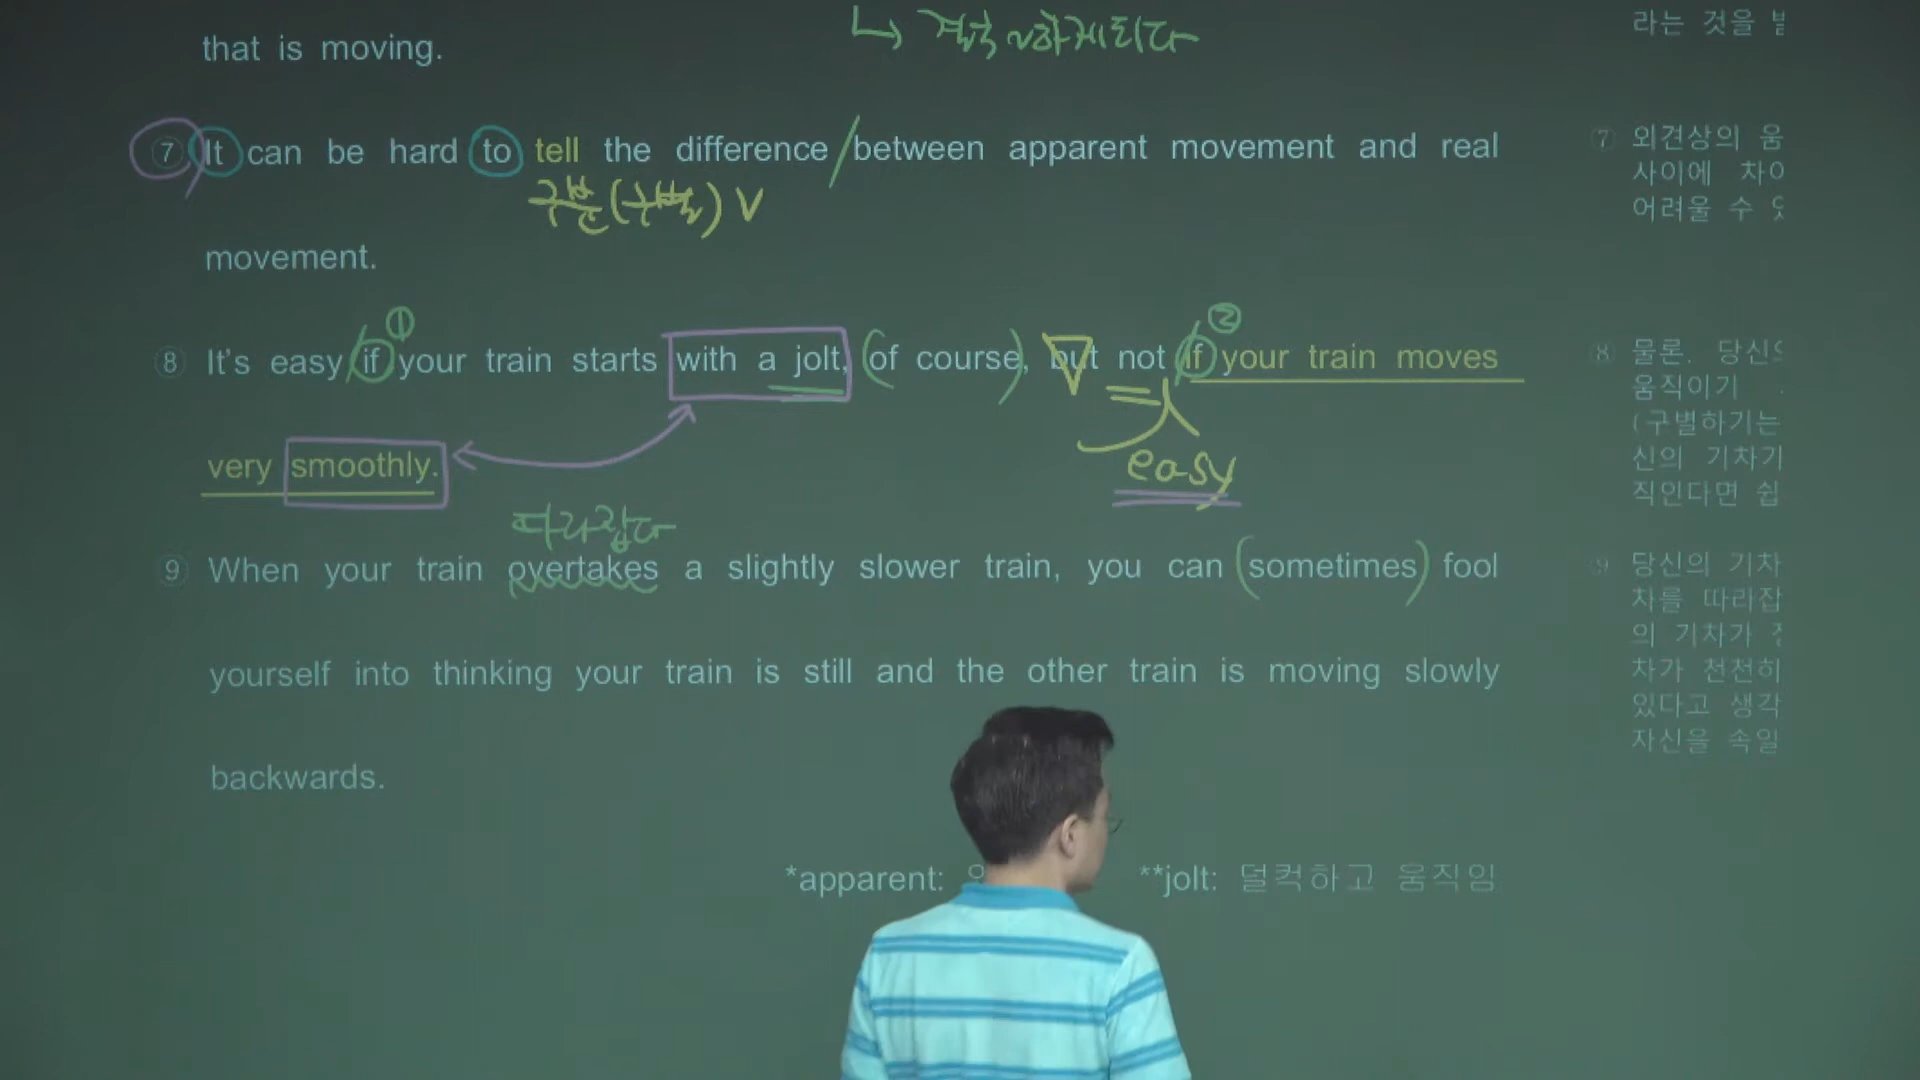 ↳ 결국 ~하게되다
라는 것을
that is moving.
⑦ It can be hard to tell the difference / between apparent movement and real
구분(구별) V
movement.
⑦ 외견상의 움
사이에 차이
어려울 수
① ②
⑧ It's easy if your train starts with a jolt, (of course), but not if your train moves
easy
very smoothly.
⑧ 물론, 당신의
움직이기
(구별하기는
신의 기차가
직인다면 쉽
따라잡다
⑨ When your train overtakes a slightly slower train, you can (sometimes) fool
yourself into thinking your train is still and the other train is moving slowly
backwards.
⑨ 당신의 기차
차를 따라잡
의 기차가
차가 천천히
있다고 생각
자신을 속일
*apparent: **jolt: 덜컥하고 움직임